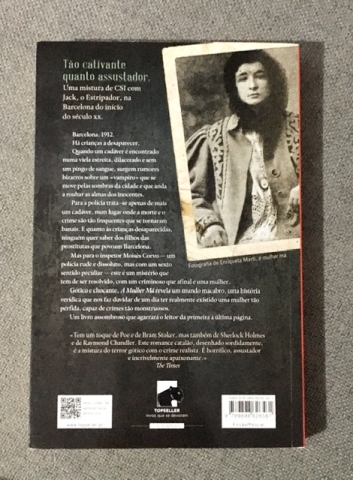 Tão cativante
quanto assustador.
Uma mistura de CSI com
Jack, o Estripador, na
Barcelona do início
do século XX.
Barcelona, 1912.
Há crianças a desaparecer.
Quando um cadáver é encontrado
numa viela estreita, dilacerado e sem
um pingo de sangue, surgem rumores
bizarros sobre um «vampiro» que se
move pelas sombras da cidade e que anda
a roubar as almas dos inocentes.
Para a polícia trata-se apenas de mais
um cadáver, num lugar onde a morte e o
crime são tão frequentes que se tornaram
banais. E quanto às crianças desaparecidas,
ninguém quer saber dos filhos das
prostitutas que povoam Barcelona.
Mas para o inspetor Moisès Corvo — um
polícia rude e dissoluto, mas com um sexto
sentido peculiar — este é um mistério que
tem de ser resolvido, com um criminoso que afinal é uma mulher.
Gótico e chocante, A Mulher Má revela um mundo macabro, uma história
verídica que nos faz duvidar de um dia ter realmente existido uma mulher tão
pérfida, capaz de crimes tão monstruosos.
Um livro assombroso que agarrará o leitor da primeira à última página.
«Tem um toque de Poe e de Bram Stoker, mas também de Sherlock Holmes
e de Raymond Chandler. Este romance catalão, desenhado sordidamente,
é a mistura do terror gótico com o crime realista. É horrífico, assustador
e incrivelmente apaixonante.»
The Times
Fotografia de Enriqueta Martí, a mulher má
TOPSELLER
livros que se devoram